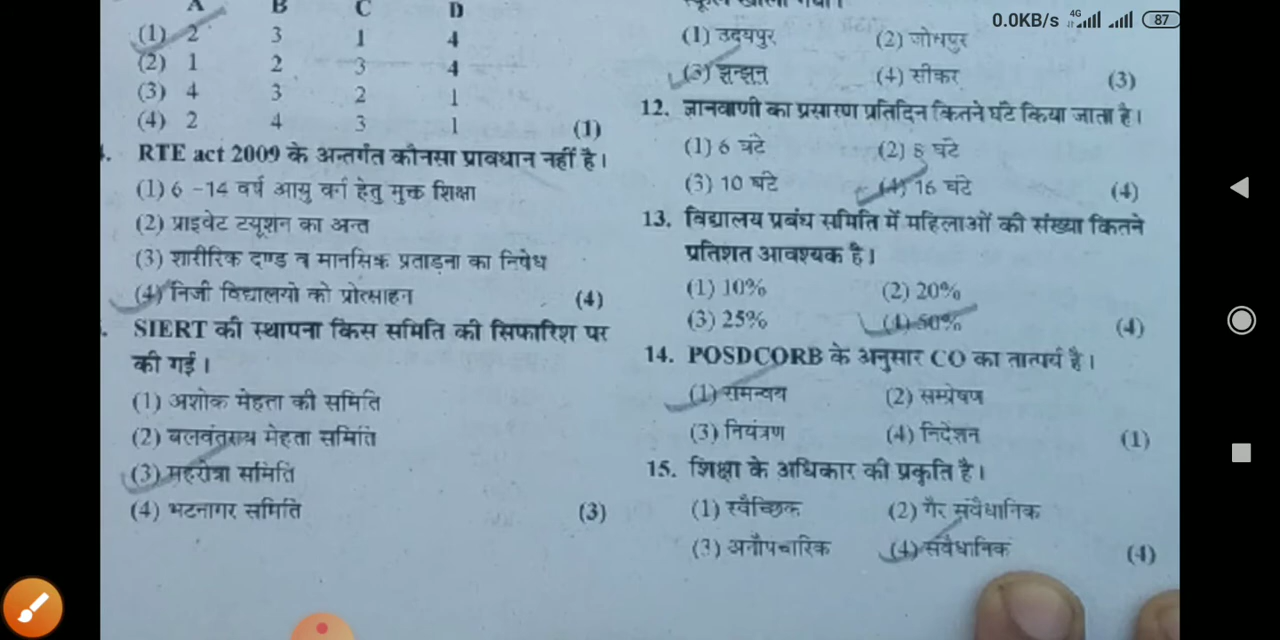 A B C D
(1) 2 3 1 4
(2) 1 2 3 4
(3) 4 3 2 1
(4) 2 4 3 1 (1)
RTE act 2009 के अन्तर्गत कौनसा प्रावधान नहीं है।
(1) 6 -14 वर्ष आयु वर्ग हेतु मुक्त शिक्षा
(2) प्राइवेट टयूशन का अन्त
(3) शारीरिक दण्ड व मानसिक प्रताड़ना का निषेध
(4) निजी विद्यालयो को प्रोत्साहन (4)
SIERT की स्थापना किस समिति की सिफारिश पर
की गई।
(1) अशोक मेहता की समिति
(2) बलवंतराय मेहता समिति
(3) महरोत्रा समिति
(4) भटनागर समिति (3)
(1) उदयपुर (2) जोधपुर
(3) झुन्झुनू (4) सीकर (3)
12. ज्ञानवाणी का प्रसारण प्रतिदिन कितने घंटे किया जाता है।
(1) 6 घंटे (2) 8 घंटे
(3) 10 घंटे (4) 16 घंटे (4)
13. विद्यालय प्रबंध समिति में महिलाओं की संख्या कितने
प्रतिशत आवश्यक है।
(1) 10% (2) 20%
(3) 25% (4) 50% (4)
14. POSDCORB के अनुसार CO का तात्पर्य है।
(1) समन्वय (2) सम्प्रेषण
(3) नियंत्रण (4) निर्देशन (1)
15. शिक्षा के अधिकार की प्रकृति है।
(1) स्वैच्छिक (2) गैर संवैधानिक
(3) अनौपचारिक (4) संवैधानिक (4)
0.0KB/s 4G 87